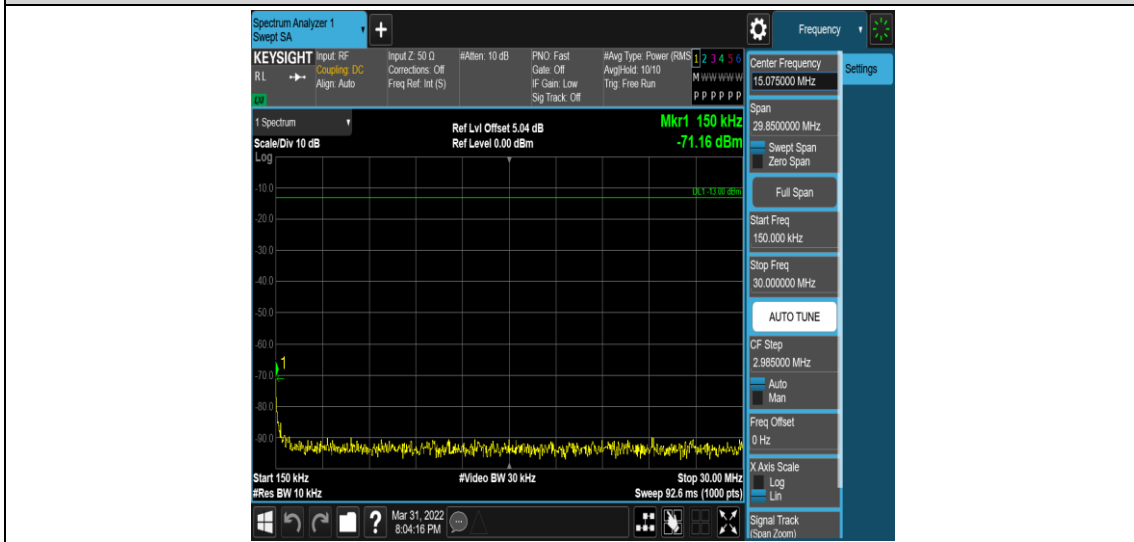 Spectrum Analyzer 1
Swept SA
Frequency
KEYSIGHT
RL
LXI
Input: RF
Coupling: DC
Align: Auto
Input Z: 50 Ω
Corrections: Off
Freq Ref: Int (S)
#Atten: 10 dB
PNO: Fast
Gate: Off
IF Gain: Low
Sig Track: Off
#Avg Type: Power (RMS
Avg|Hold: 10/10
Trig: Free Run
1 2 3 4 5 6
M W W W W W
P P P P P P
1 Spectrum
Scale/Div 10 dB
Ref Lvl Offset 5.04 dB
Ref Level 0.00 dBm
Mkr1 150 kHz
-71.16 dBm
Log
-10.0
DL1 -13.00 dBm
-20.0
-30.0
-40.0
-50.0
-60.0
1
-70.0
-80.0
-90.0
Start 150 kHz
#Video BW 30 kHz
Stop 30.00 MHz
#Res BW 10 kHz
Sweep 92.6 ms (1000 pts)
?
Mar 31, 2022
8:04:16 PM
Center Frequency
15.075000 MHz
Settings
Span
29.8500000 MHz
Swept Span
Zero Span
Full Span
Start Freq
150.000 kHz
Stop Freq
30.000000 MHz
AUTO TUNE
CF Step
2.985000 MHz
Auto
Man
Freq Offset
0 Hz
X Axis Scale
Log
Lin
Signal Track
(Span Zoom)